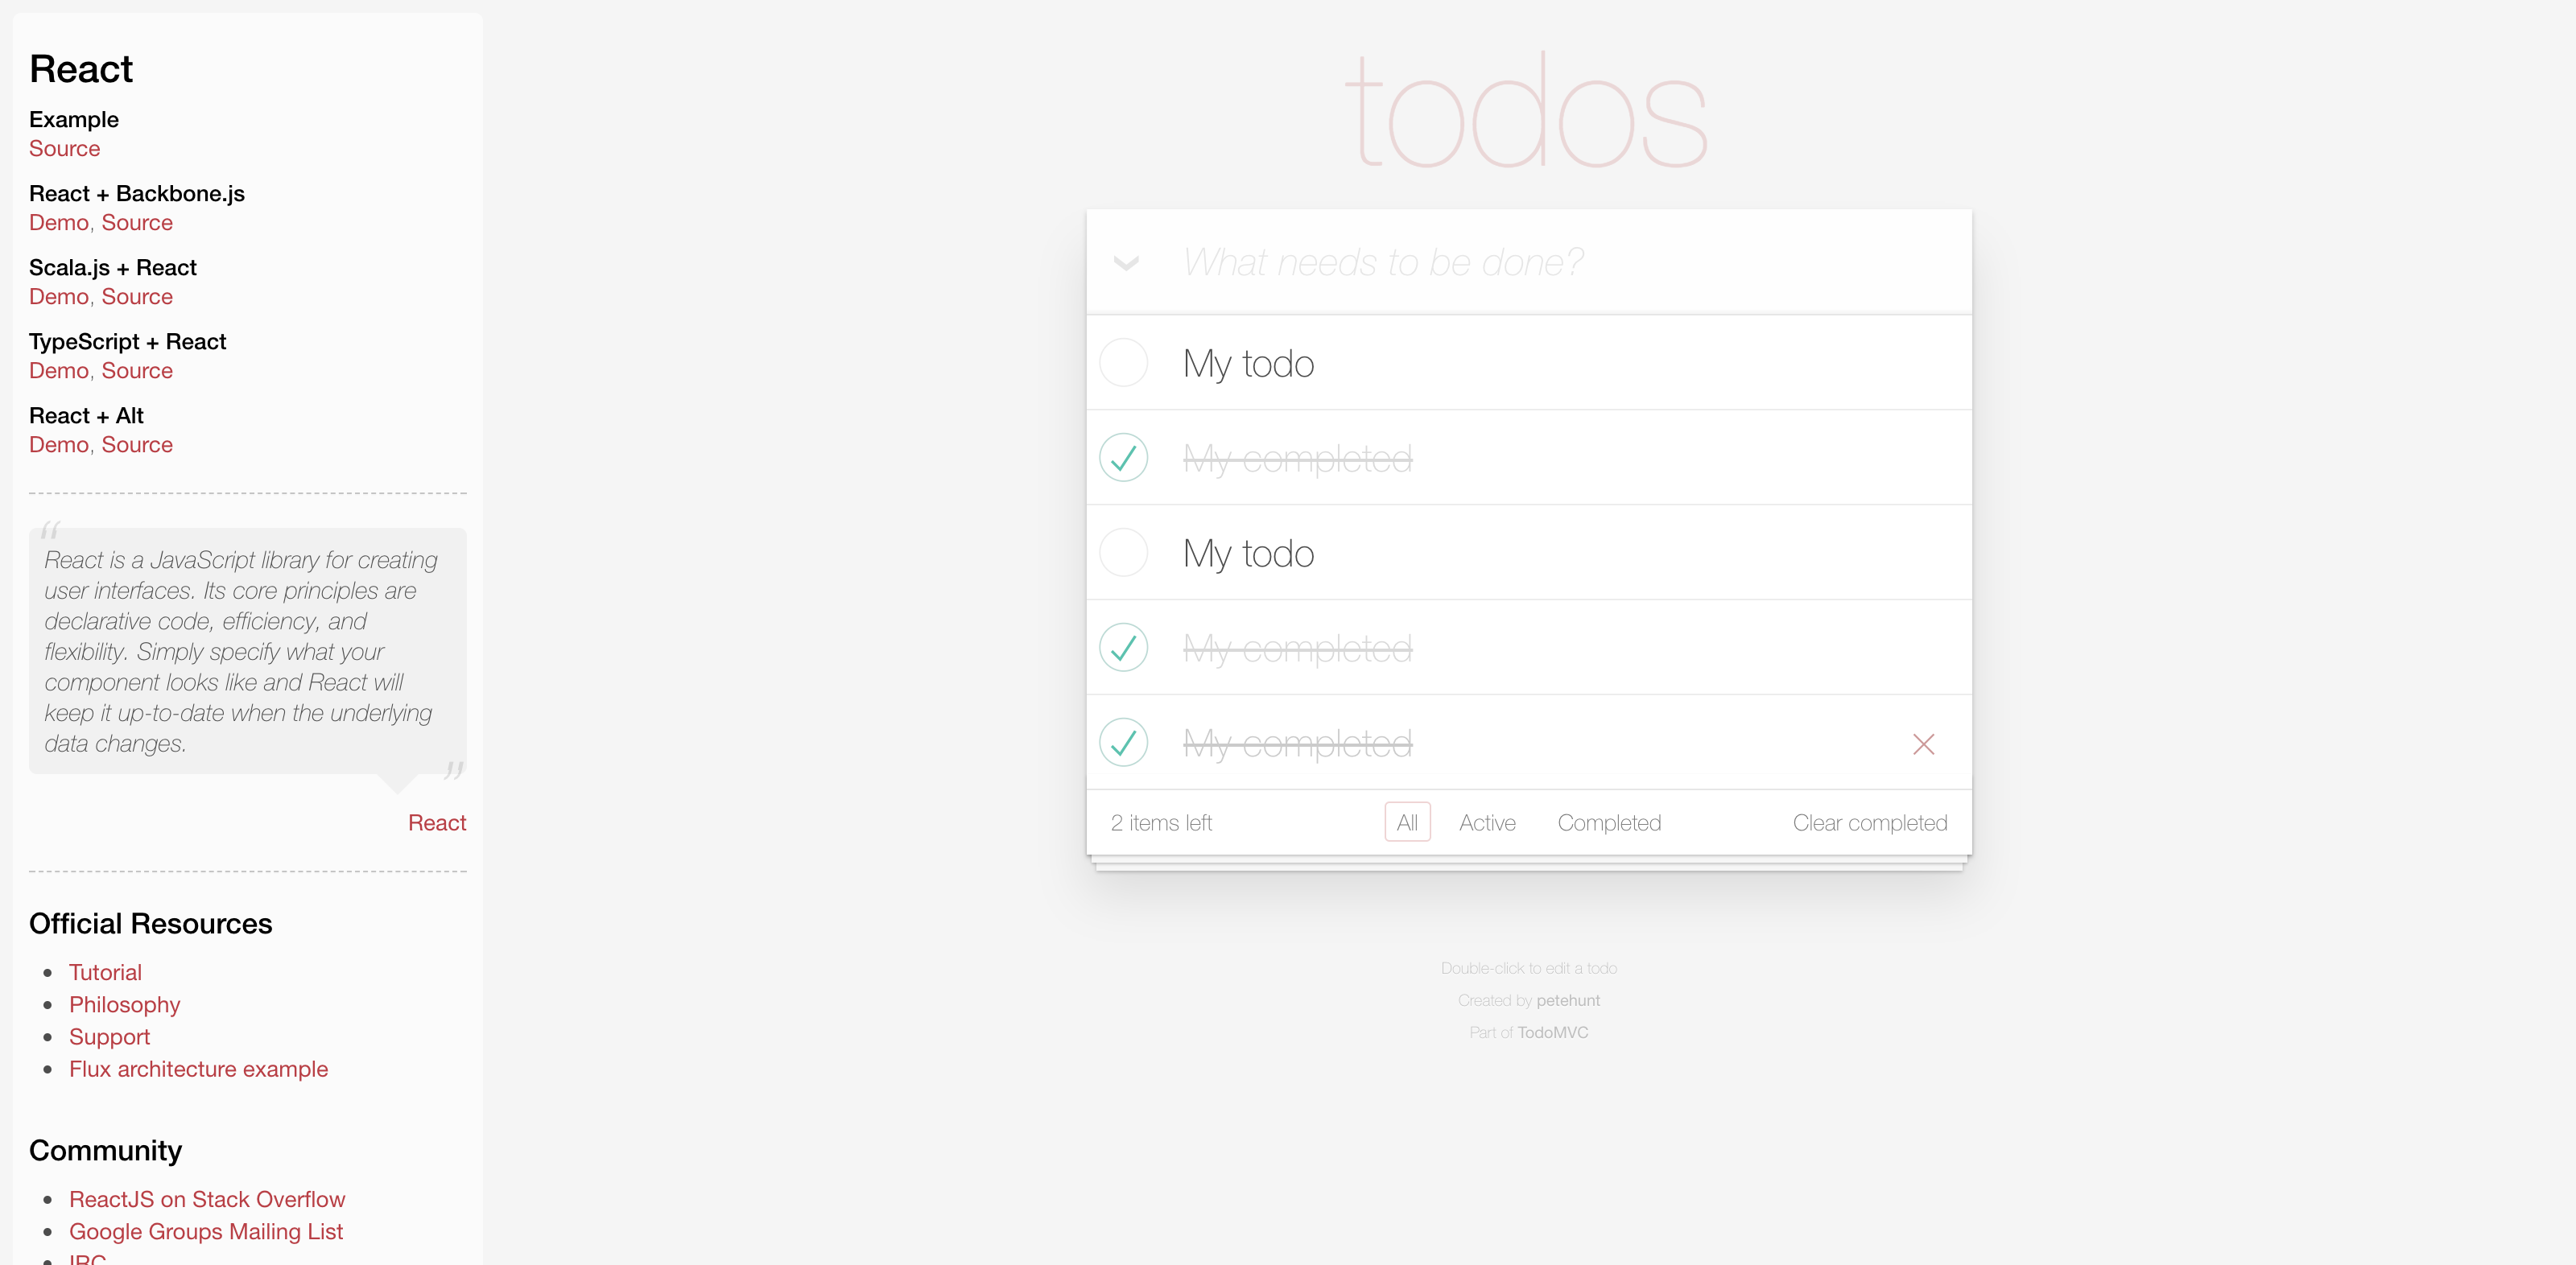 React
Example
Source
React + Backbone.js
Demo, Source
Scala.js + React
Demo, Source
TypeScript + React
Demo, Source
React + Alt
Demo, Source
“
React is a JavaScript library for creating
user interfaces. Its core principles are
declarative code, efficiency, and
flexibility. Simply specify what your
component looks like and React will
keep it up-to-date when the underlying
data changes.
”
React
Official Resources
Tutorial
Philosophy
Support
Flux architecture example
Community
ReactJS on Stack Overflow
Google Groups Mailing List
IRC
todos
What needs to be done?
My todo
My completed
My todo
My completed
My completed
2 items left
All
Active
Completed
Clear completed
Double-click to edit a todo
Created by petehunt
Part of TodoMVC